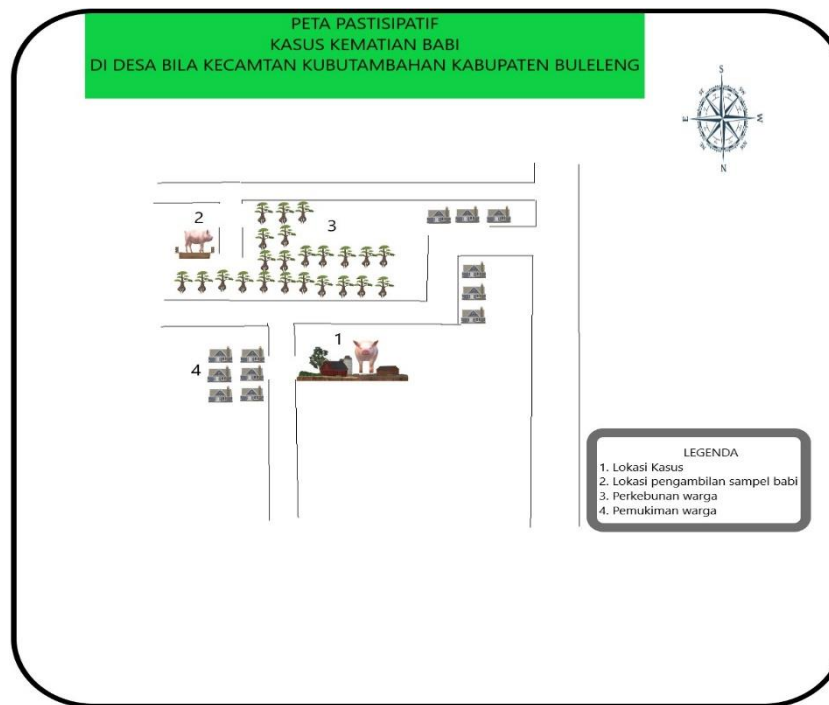 PETA PASTISIPATIF
KASUS KEMATIAN BABI
DI DESA BILA KECAMTAN KUBUTAMBAHAN KABUPATEN BULELENG
S
E
W
N
2
3
1
4
LEGENDA
1. Lokasi Kasus
2. Lokasi pengambilan sampel babi
3. Perkebunan warga
4. Pemukiman warga